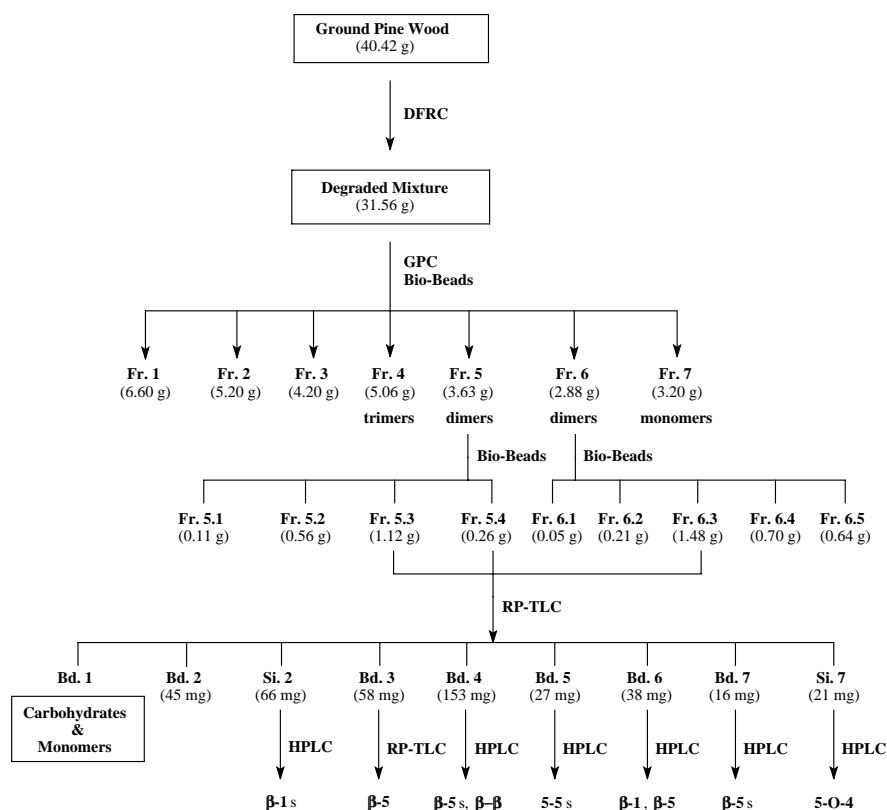 Ground Pine Wood
(40.42 g)
DFRC
Degraded Mixture
(31.56 g)
GPC
Bio-Beads
Fr. 1 Fr. 2 Fr. 3 Fr. 4 Fr. 5 Fr. 6 Fr. 7
(6.60 g) (5.20 g) (4.20 g) (5.06 g) (3.63 g) (2.88 g) (3.20 g)
trimers dimers dimers monomers
Bio-Beads Bio-Beads
Fr. 5.1 Fr. 5.2 Fr. 5.3 Fr. 5.4 Fr. 6.1 Fr. 6.2 Fr. 6.3 Fr. 6.4 Fr. 6.5
(0.11 g) (0.56 g) (1.12 g) (0.26 g) (0.05 g) (0.21 g) (1.48 g) (0.70 g) (0.64 g)
RP-TLC
Bd. 1 Bd. 2 Si. 2 Bd. 3 Bd. 4 Bd. 5 Bd. 6 Bd. 7 Si. 7
(45 mg) (66 mg) (58 mg) (153 mg) (27 mg) (38 mg) (16 mg) (21 mg)
Carbohydrates
&
Monomers
HPLC RP-TLC HPLC HPLC HPLC HPLC HPLC
β-1 s β-5 β-5 s, β–β 5-5 s β-1 , β-5 β-5 s 5-O-4